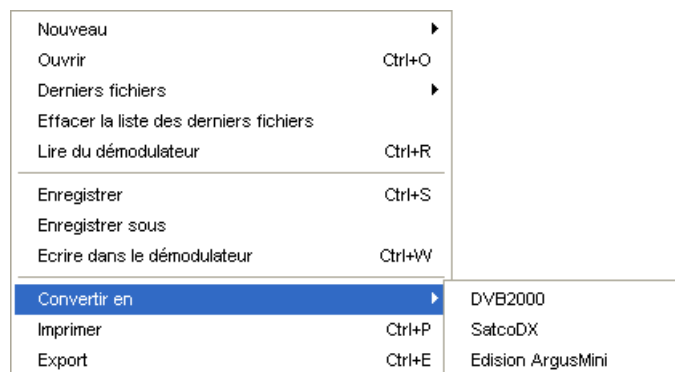 Nouveau
Ouvrir Ctrl+O
Derniers fichiers
Effacer la liste des derniers fichiers
Lire du démodulateur Ctrl+R
Enregistrer Ctrl+S
Enregistrer sous
Ecrire dans le démodulateur Ctrl+W
Convertir en DVB2000
Imprimer Ctrl+P SatcoDX
Export Ctrl+E Edision ArgusMini